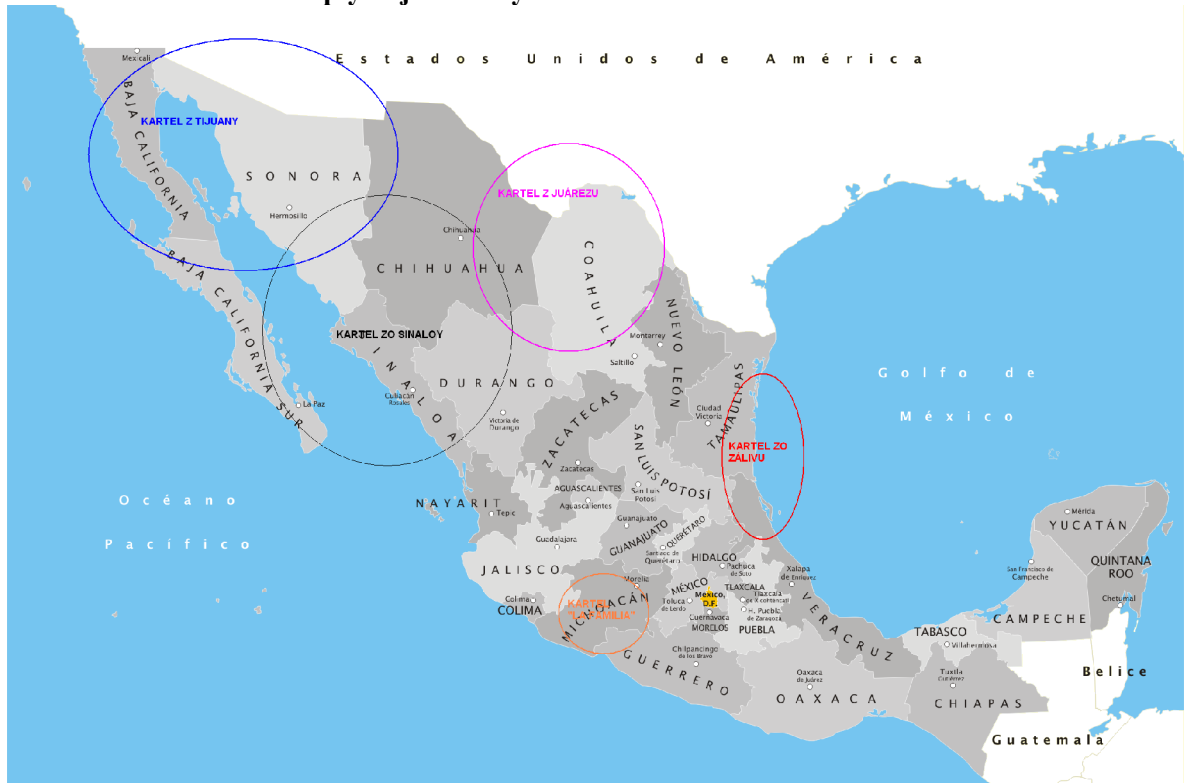 Estados Unidos de América
Mexicali
BAJA CALIFORNIA
KARTEL Z TIJUANY
SONORA
Hermosillo
KARTEL Z JUÁREZU
Chihuahua
CHIHUAHUA
COAHUILA
BAJA CALIFORNIA SUR
La Paz
KARTEL ZO SINALOY
SINALOA
Culiacán
Rosales
DURANGO
Victoria de
Durango
NUEVO LEÓN
Monterrey
Saltillo
TAMAULIPAS
Ciudad
Victoria
KARTEL ZO
ZÁLIVU
Golfo de
México
ZACATECAS
Zacatecas
SAN LUIS POTOSÍ
San Luis
Potosí
AGUASCALIENTES
Aguascalientes
NAYARIT
Tepic
Océano
Pacífico
Guadalajara
JALISCO
Guanajuato
GUANAJUATO
QUERÉTARO
Santiago de
Querétaro
HIDALGO
Pachuca
de Soto
Colima
COLIMA
Morelia
MICHOACÁN
KARTEL
"LA FAMILIA"
MÉXICO
Toluca
de Lerdo
México,
D.F.
TLAXCALA
Tlaxcala
de Xicohténcatl
Cuernavaca
MORELOS
H. Puebla
de Zaragoza
PUEBLA
Xalapa
de Enríquez
VERACRUZ
GUERRERO
Chilpancingo
de los Bravo
Oaxaca
de Juárez
OAXACA
TABASCO
Villahermosa
Tuxtla
Gutiérrez
CHIAPAS
Mérida
YUCATÁN
San Francisco de
Campeche
CAMPECHE
QUINTANA
ROO
Chetumal
Belice
Guatemala